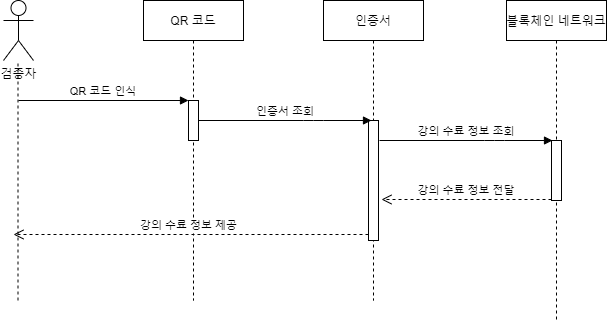 QR 코드
인증서
블록체인 네트워크
검증자
QR 코드 인식
인증서 조회
강의 수료 정보 조회
강의 수료 정보 전달
강의 수료 정보 제공